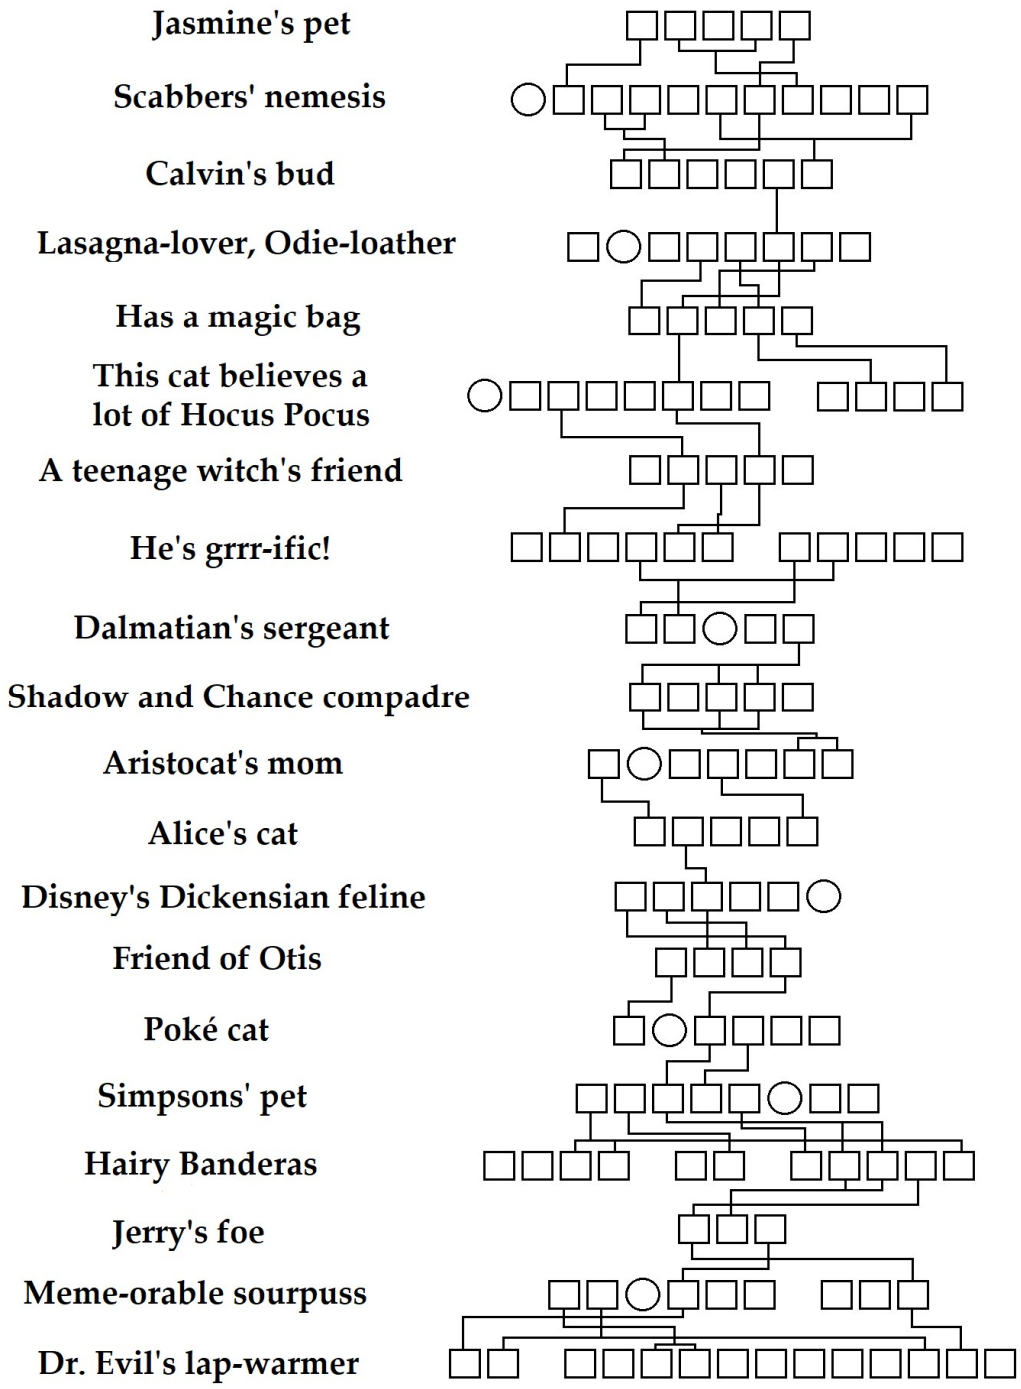 Jasmine's pet
Scabbers' nemesis
Calvin's bud
Lasagna-lover, Odie-loather
Has a magic bag
This cat believes a
lot of Hocus Pocus
A teenage witch's friend
He's grrr-ific!
Dalmatian's sergeant
Shadow and Chance compadre
Aristocat's mom
Alice's cat
Disney's Dickensian feline
Friend of Otis
Poké cat
Simpsons' pet
Hairy Banderas
Jerry's foe
Meme-orable sourpuss
Dr. Evil's lap-warmer